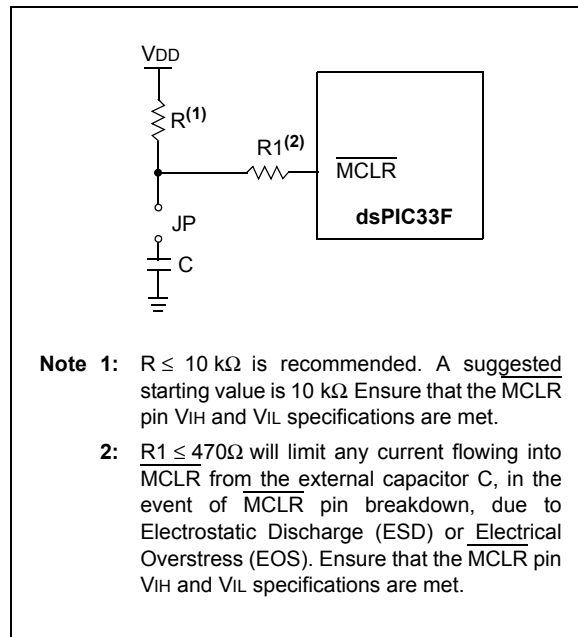 VDD
R(1)
R1(2)
MCLR
dsPIC33F
JP
C
Note 1: R ≤ 10 kΩ is recommended. A suggested
starting value is 10 kΩ Ensure that the MCLR
pin VIH and VIL specifications are met.
2: R1 ≤ 470Ω will limit any current flowing into
MCLR from the external capacitor C, in the
event of MCLR pin breakdown, due to
Electrostatic Discharge (ESD) or Electrical
Overstress (EOS). Ensure that the MCLR pin
VIH and VIL specifications are met.